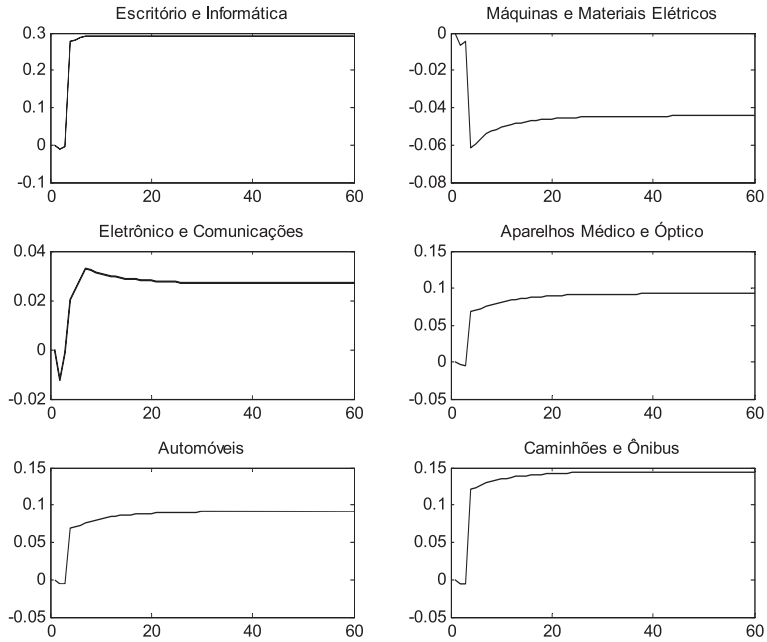 Escritório e Informática
0.3
0.2
0.1
0
-0.1
0 20 40 60
Máquinas e Materiais Elétricos
0
-0.02
-0.04
-0.06
-0.08
0 20 40 60
Eletrônico e Comunicações
0.04
0.02
0
-0.02
0 20 40 60
Aparelhos Médico e Óptico
0.15
0.1
0.05
0
-0.05
0 20 40 60
Automóveis
0.15
0.1
0.05
0
-0.05
0 20 40 60
Caminhões e Ônibus
0.15
0.1
0.05
0
-0.05
0 20 40 60